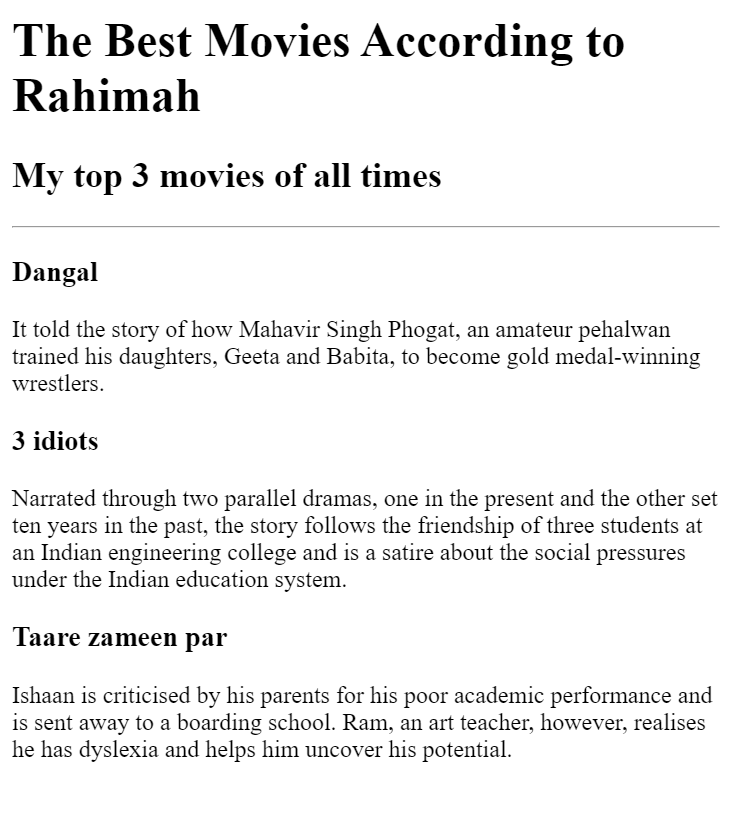 The Best Movies According to
Rahimah
My top 3 movies of all times
Dangal
It told the story of how Mahavir Singh Phogat, an amateur pehalwan
trained his daughters, Geeta and Babita, to become gold medal-winning
wrestlers.
3 idiots
Narrated through two parallel dramas, one in the present and the other set
ten years in the past, the story follows the friendship of three students at
an Indian engineering college and is a satire about the social pressures
under the Indian education system.
Taare zameen par
Ishaan is criticised by his parents for his poor academic performance and
is sent away to a boarding school. Ram, an art teacher, however, realises
he has dyslexia and helps him uncover his potential.